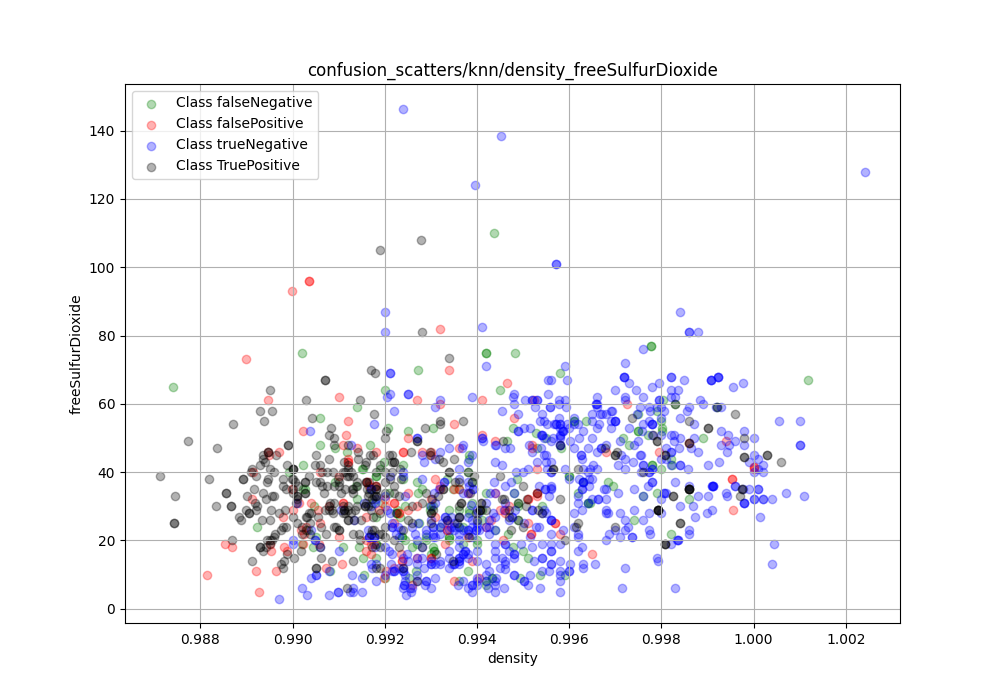 confusion_scatters/knn/density_freeSulfurDioxide
Class falseNegative
Class falsePositive
Class trueNegative
Class TruePositive
140
120
100
80
60
40
20
0
freeSulfurDioxide
0.988 0.990 0.992 0.994 0.996 0.998 1.000 1.002
density